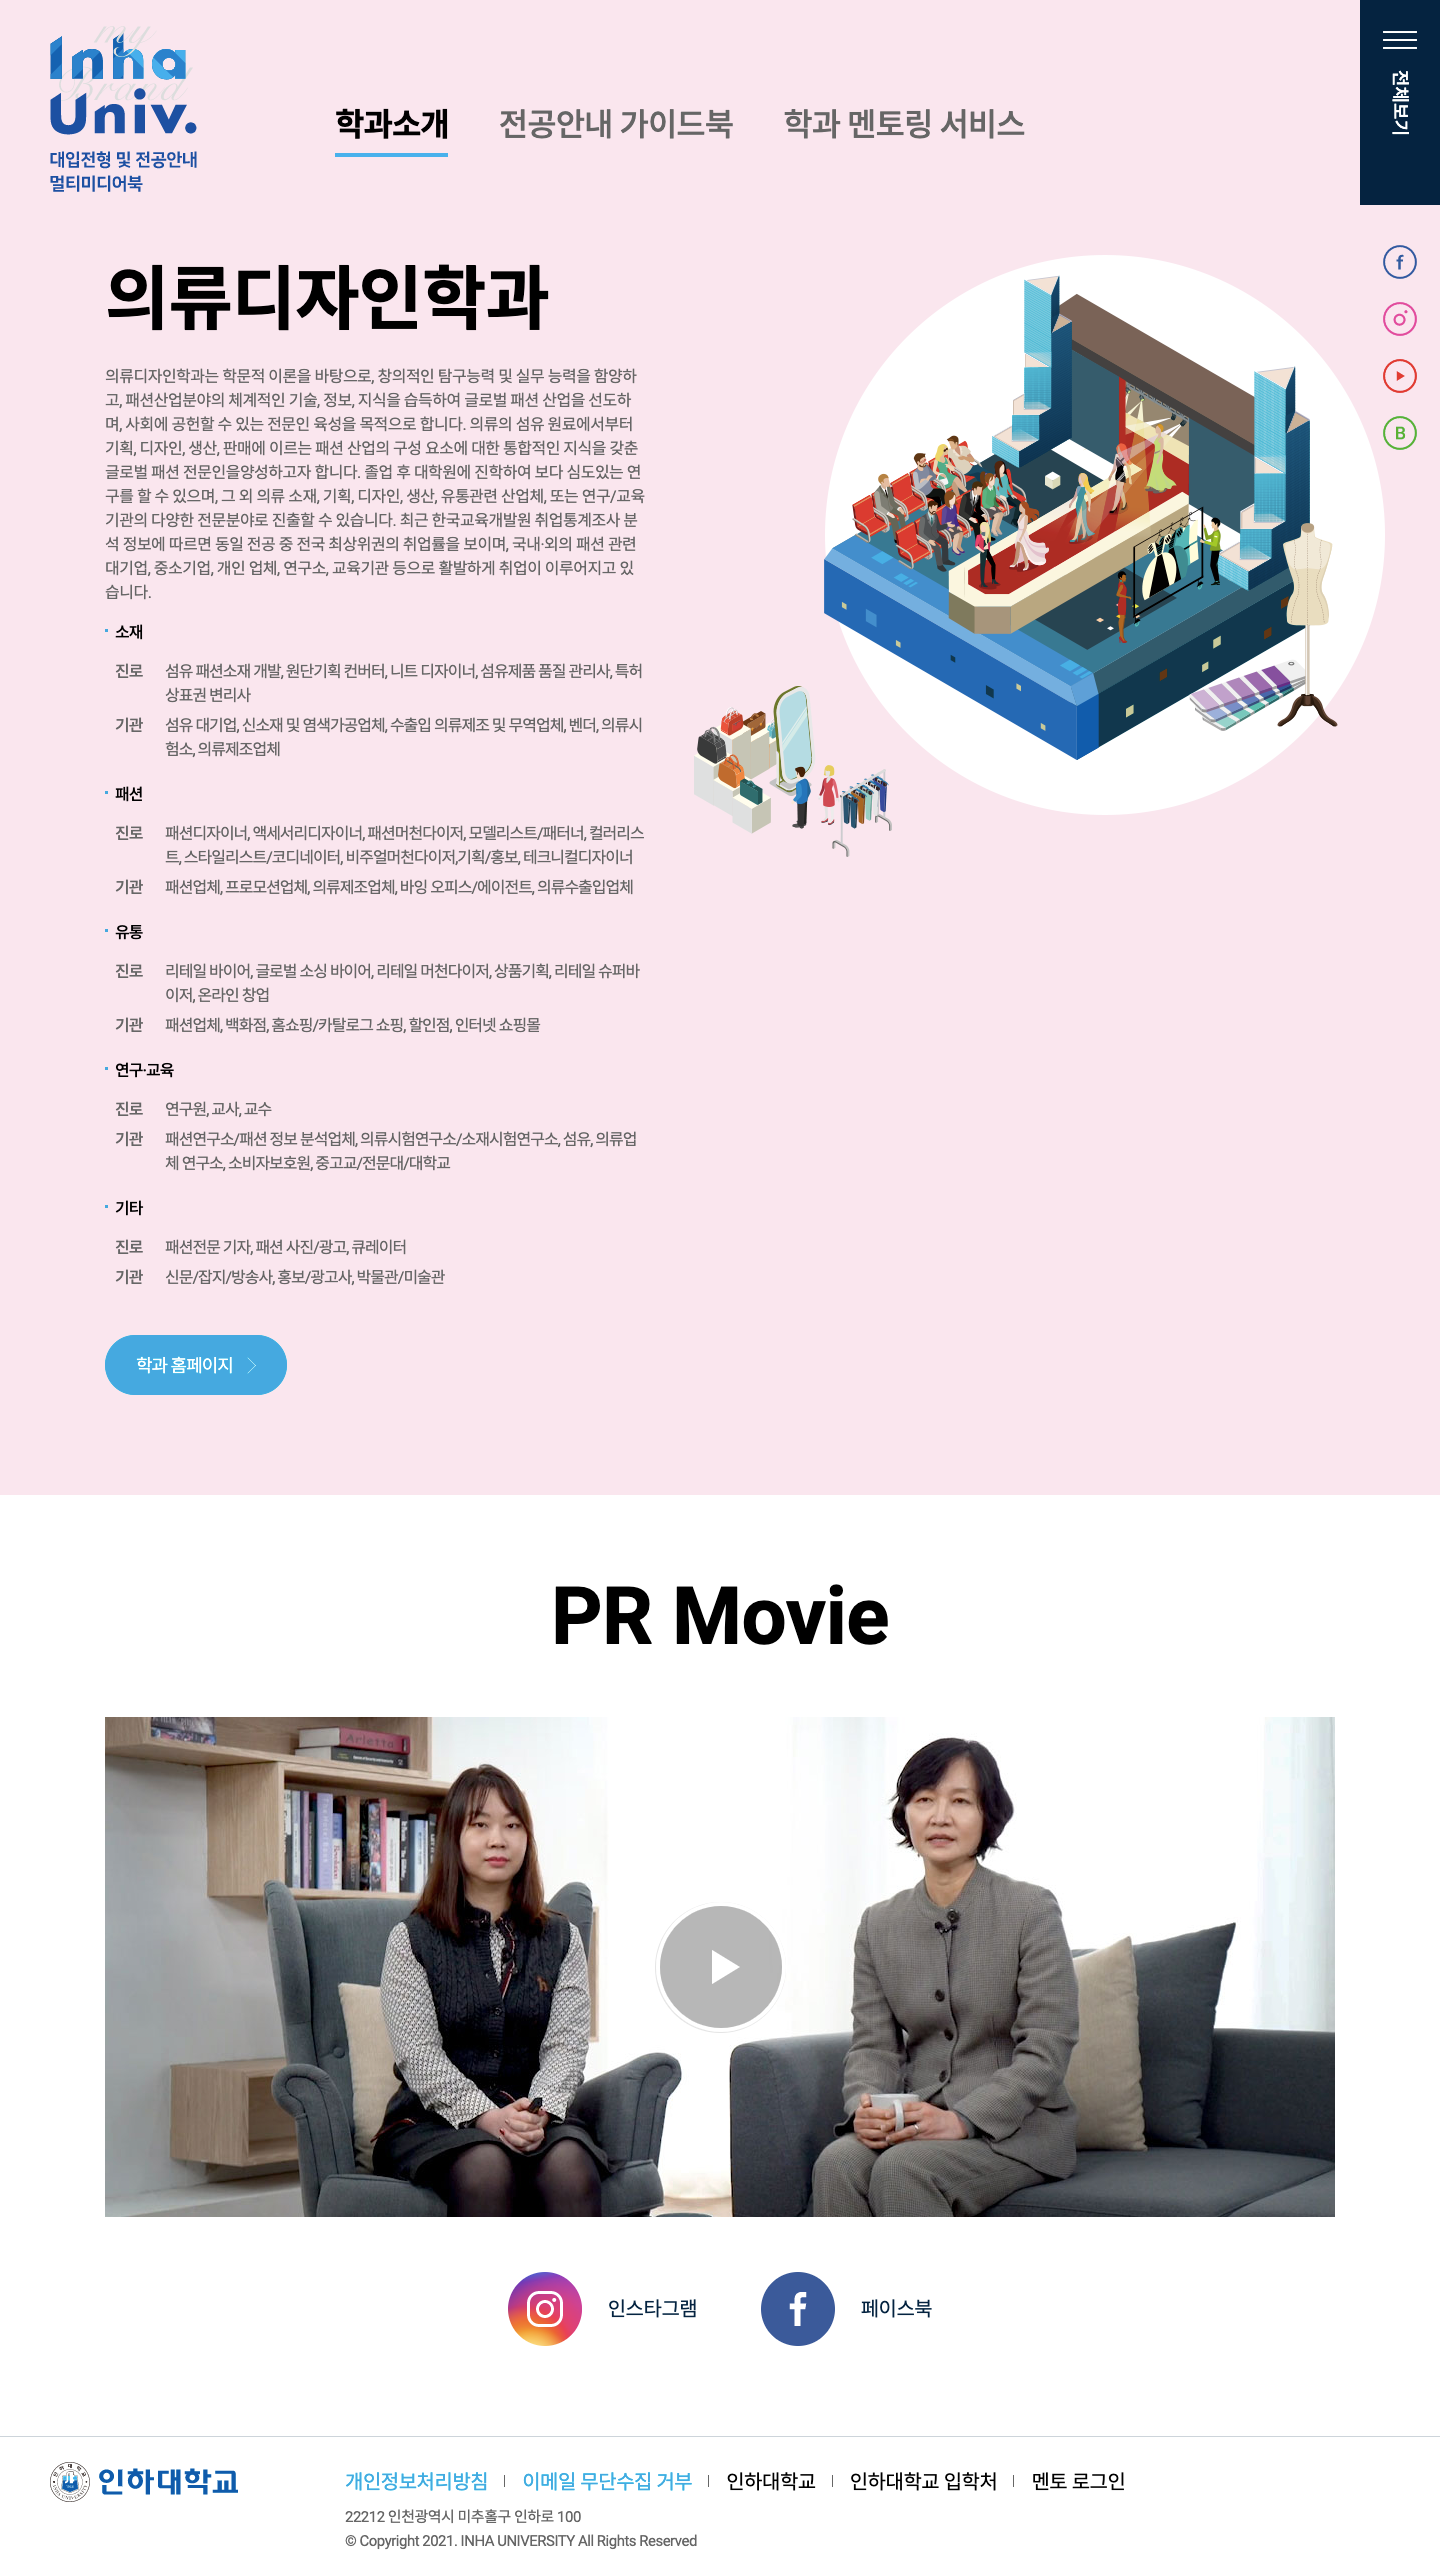 my
Inha
Brand
Univ.
대입전형 및 전공안내
멀티미디어북
학과소개
전공안내 가이드북
학과 멘토링 서비스
전체보기
의류디자인학과
의류디자인학과는 학문적 이론을 바탕으로, 창의적인 탐구능력 및 실무 능력을 함양하
고, 패션산업분야의 체계적인 기술, 정보, 지식을 습득하여 글로벌 패션 산업을 선도하
며, 사회에 공헌할 수 있는 전문인 육성을 목적으로 합니다. 의류의 섬유 원료에서부터
기획, 디자인, 생산, 판매에 이르는 패션 산업의 구성 요소에 대한 통합적인 지식을 갖춘
글로벌 패션 전문인을양성하고자 합니다. 졸업 후 대학원에 진학하여 보다 심도있는 연
구를 할 수 있으며, 그 외 의류 소재, 기획, 디자인, 생산, 유통관련 산업체, 또는 연구/교육
기관의 다양한 전문분야로 진출할 수 있습니다. 최근 한국교육개발원 취업통계조사 분
석 정보에 따르면 동일 전공 중 전국 최상위권의 취업률을 보이며, 국내·외의 패션 관련
대기업, 중소기업, 개인 업체, 연구소, 교육기관 등으로 활발하게 취업이 이루어지고 있
습니다.
소재
진로 섬유 패션소재 개발, 원단기획 컨버터, 니트 디자이너, 섬유제품 품질 관리사, 특허
상표권 변리사
기관 섬유 대기업, 신소재 및 염색가공업체, 수출입 의류제조 및 무역업체, 벤더, 의류시
험소, 의류제조업체
패션
진로 패션디자이너, 액세서리디자이너, 패션머천다이저, 모델리스트/패터너, 컬러리스
트, 스타일리스트/코디네이터, 비주얼머천다이저,기획/홍보, 테크니컬디자이너
기관 패션업체, 프로모션업체, 의류제조업체, 바잉 오피스/에이전트, 의류수출입업체
유통
진로 리테일 바이어, 글로벌 소싱 바이어, 리테일 머천다이저, 상품기획, 리테일 슈퍼바
이저, 온라인 창업
기관 패션업체, 백화점, 홈쇼핑/카탈로그 쇼핑, 할인점, 인터넷 쇼핑몰
연구·교육
진로 연구원, 교사, 교수
기관 패션연구소/패션 정보 분석업체, 의류시험연구소/소재시험연구소, 섬유, 의류업
체 연구소, 소비자보호원, 중고교/전문대/대학교
기타
진로 패션전문 기자, 패션 사진/광고, 큐레이터
기관 신문/잡지/방송사, 홍보/광고사, 박물관/미술관
학과 홈페이지
PR Movie
Arletta
인스타그램
페이스북
인하대학교
개인정보처리방침
이메일 무단수집 거부
인하대학교
인하대학교 입학처
멘토 로그인
22212 인천광역시 미추홀구 인하로 100
© Copyright 2021. INHA UNIVERSITY All Rights Reserved